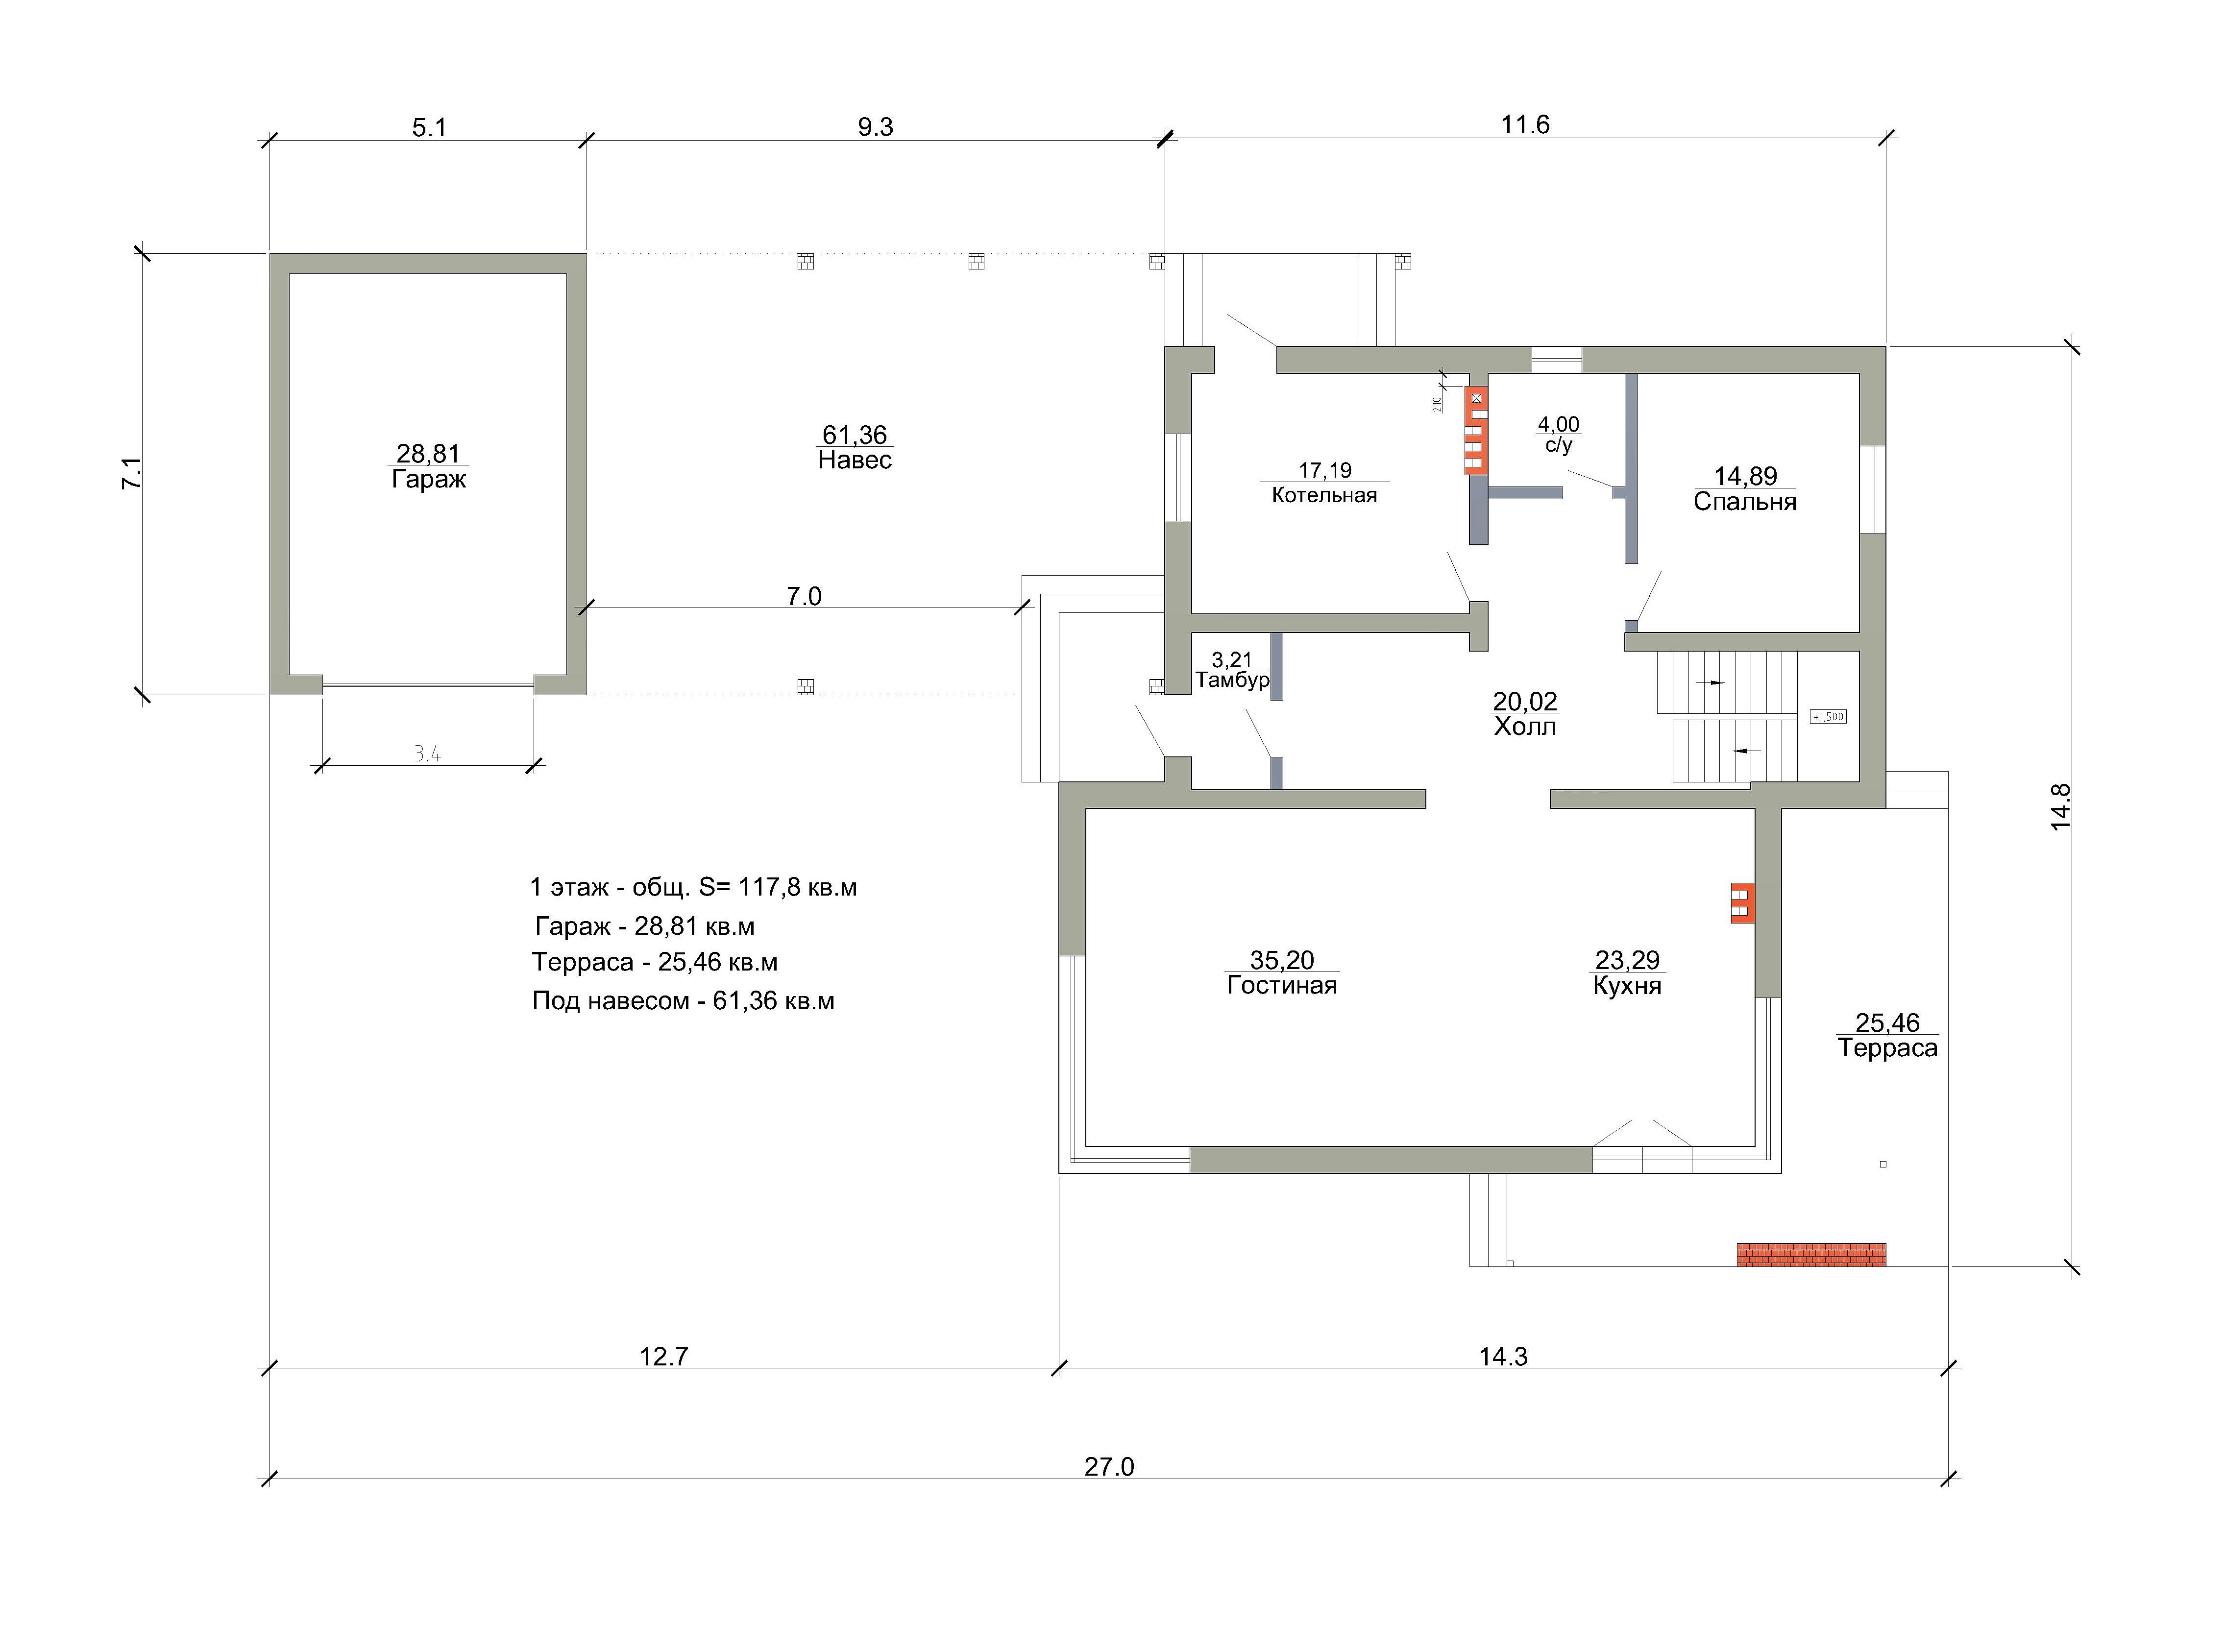 5.1
9.3
11.6
7.1
28,81
Гараж
61,36
Навес
7.0
3.4
210
17,19
Котельная
4,00
с/у
14,89
Спальня
3,21
Тамбур
20,02
Холл
+1,500
14.8
1 этаж - общ. S= 117,8 кв.м
Гараж - 28,81 кв.м
Терраса - 25,46 кв.м
Под навесом - 61,36 кв.м
35,20
Гостиная
23,29
Кухня
25,46
Терраса
12.7
14.3
27.0